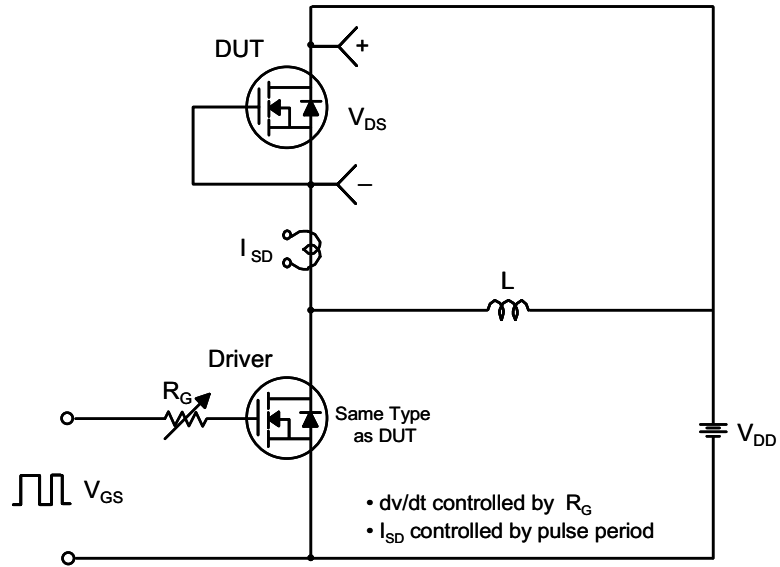 DUT
+
V_DS
−
I_SD
L
Driver
R_G
Same Type
as DUT
V_DD
V_GS
• dv/dt controlled by R_G
• I_SD controlled by pulse period